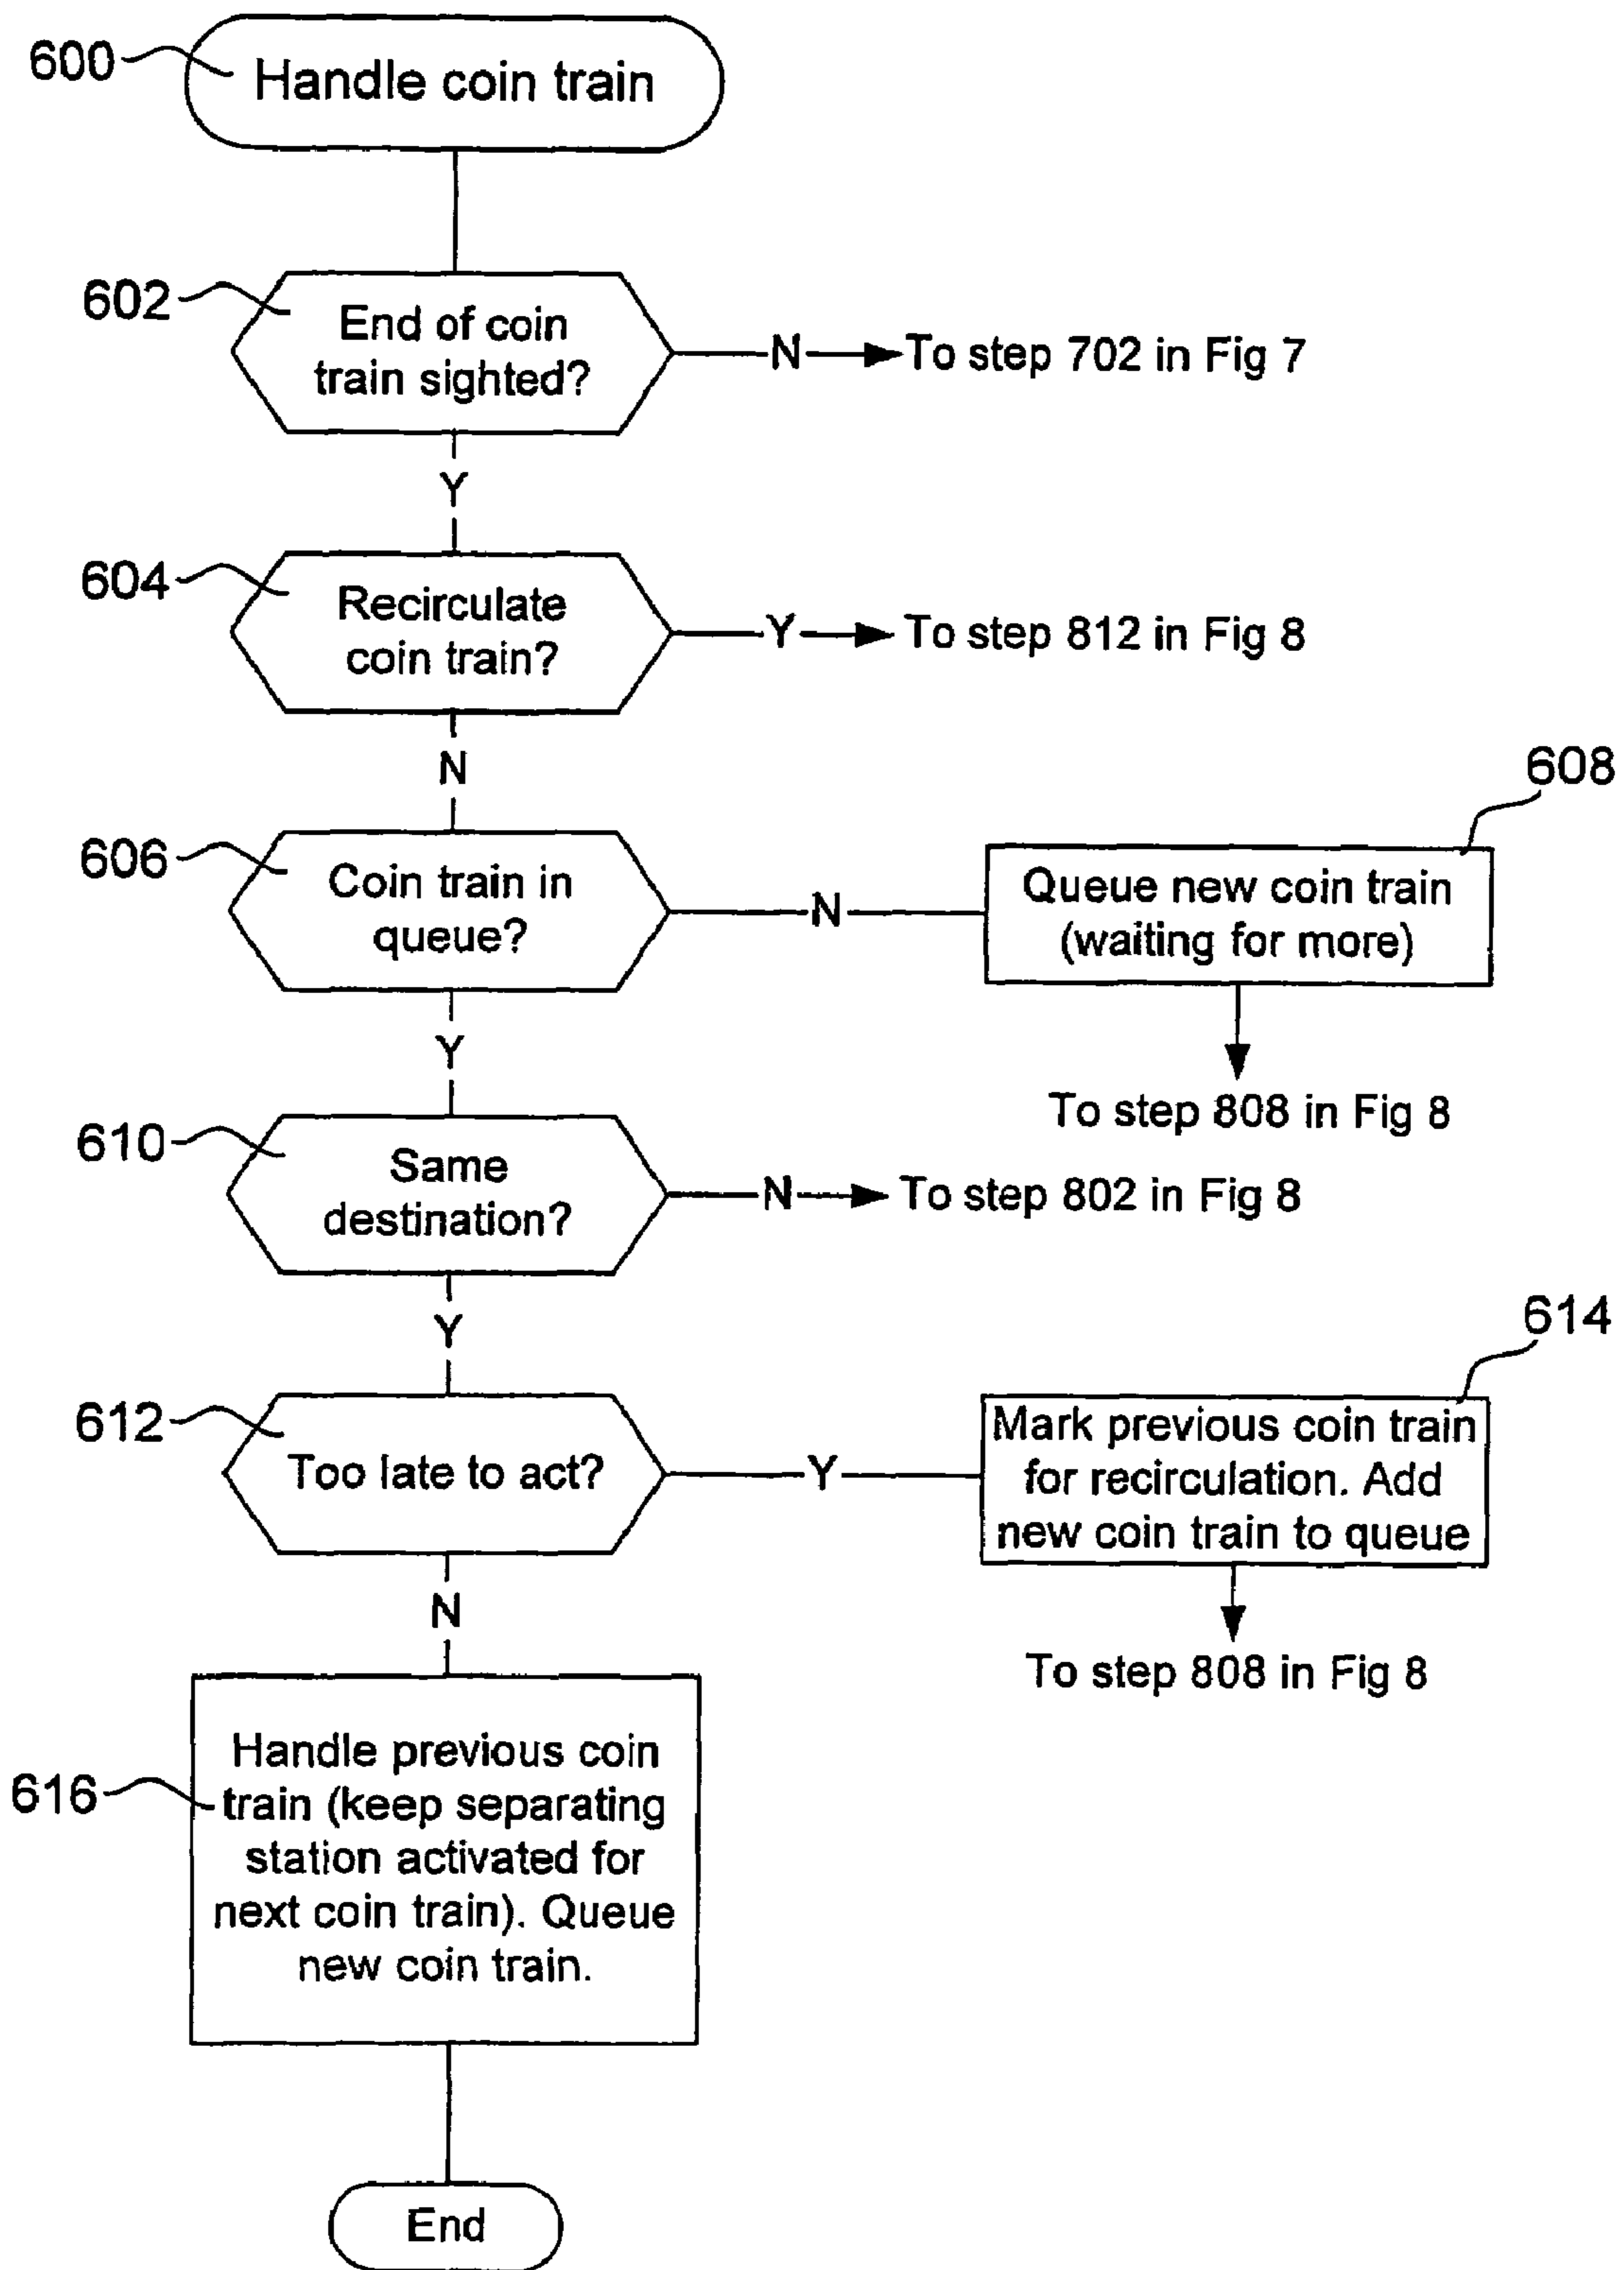 600
Handle coin train
602
End of coin
train sighted?
N
To step 702 in Fig 7
Y
604
Recirculate
coin train?
Y
To step 812 in Fig 8
N
608
606
Coin train in
queue?
N
Queue new coin train
(waiting for more)
Y
To step 808 in Fig 8
610
Same
destination?
N
To step 802 in Fig 8
Y
614
612
Too late to act?
Y
Mark previous coin train
for recirculation. Add
new coin train to queue
N
To step 808 in Fig 8
616
Handle previous coin
train (keep separating
station activated for
next coin train). Queue
new coin train.
End